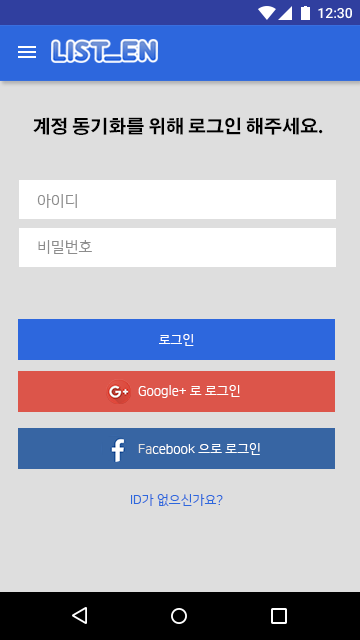 12:30
LIST_EN
계정 동기화를 위해 로그인 해주세요.
아이디
비밀번호
로그인
G+ Google+ 로 로그인
f Facebook 으로 로그인
ID가 없으신가요?